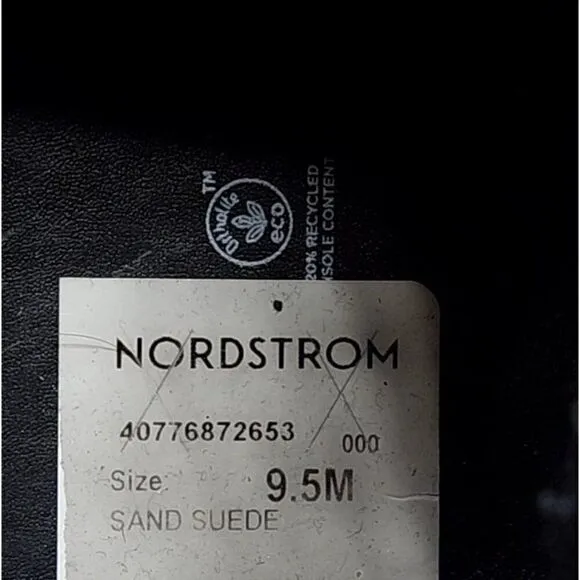 TM
Ortholite
eco
20% RECYCLED
SOLE CONTENT
NORDSTROM
40776872653
000
Size
9.5M
SAND SUEDE